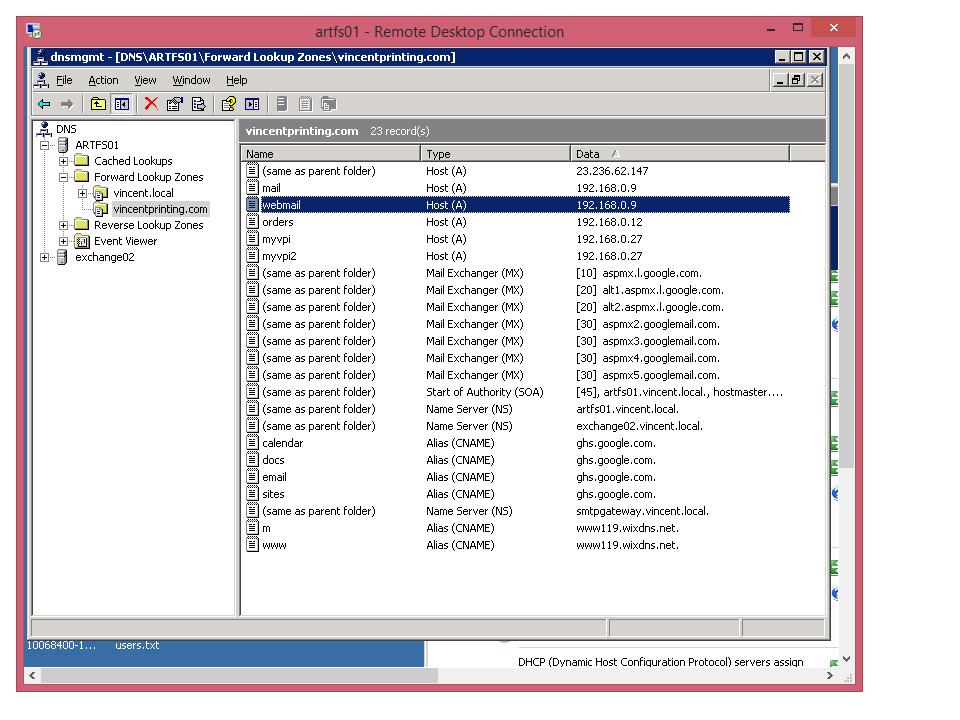 artfs01 - Remote Desktop Connection
dnsmgmt - [DNS\ARTFS01\Forward Lookup Zones\vincentprinting.com]
File Action View Window Help
DNS
ARTFS01
Cached Lookups
Forward Lookup Zones
vincent.local
vincentprinting.com
Reverse Lookup Zones
Event Viewer
exchange02
vincentprinting.com 23 record(s)
Name Type Data
(same as parent folder) Host (A) 23.236.62.147
mail Host (A) 192.168.0.9
webmail Host (A) 192.168.0.9
orders Host (A) 192.168.0.12
myvpi Host (A) 192.168.0.27
myvpi2 Host (A) 192.168.0.27
(same as parent folder) Mail Exchanger (MX) [10] aspmx.l.google.com.
(same as parent folder) Mail Exchanger (MX) [20] alt1.aspmx.l.google.com.
(same as parent folder) Mail Exchanger (MX) [20] alt2.aspmx.l.google.com.
(same as parent folder) Mail Exchanger (MX) [30] aspmx2.googlemail.com.
(same as parent folder) Mail Exchanger (MX) [30] aspmx3.googlemail.com.
(same as parent folder) Mail Exchanger (MX) [30] aspmx4.googlemail.com.
(same as parent folder) Mail Exchanger (MX) [30] aspmx5.googlemail.com.
(same as parent folder) Start of Authority (SOA) [45], artfs01.vincent.local., hostmaster....
(same as parent folder) Name Server (NS) artfs01.vincent.local.
(same as parent folder) Name Server (NS) exchange02.vincent.local.
calendar Alias (CNAME) ghs.google.com.
docs Alias (CNAME) ghs.google.com.
email Alias (CNAME) ghs.google.com.
sites Alias (CNAME) ghs.google.com.
(same as parent folder) Name Server (NS) smtpgateway.vincent.local.
m Alias (CNAME) www119.wixdns.net.
www Alias (CNAME) www119.wixdns.net.
10068400-1... users.txt
DHCP (Dynamic Host Configuration Protocol) servers assign